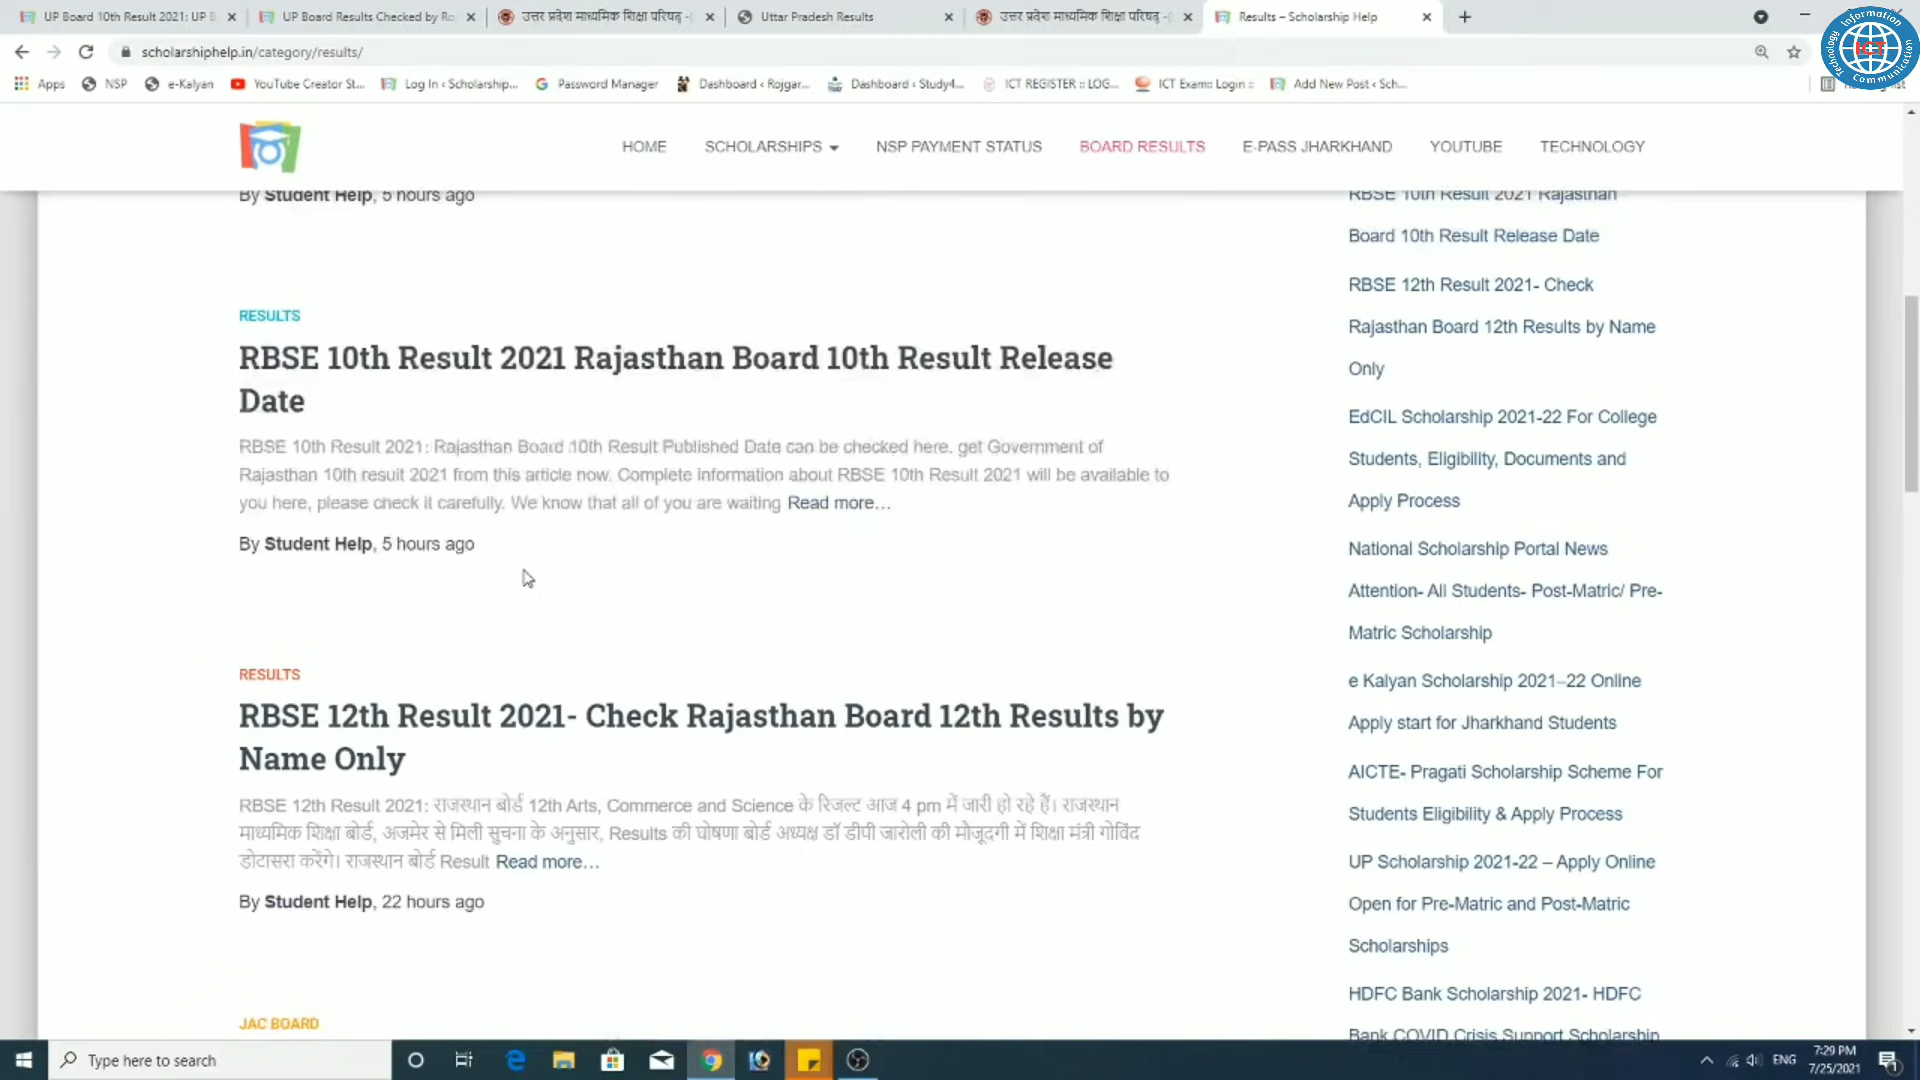 UP Board 10th Result 2021: UP B
UP Board Results Checked by Ro
उत्तर प्रदेश माध्यमिक शिक्षा परिषद् -
Uttar Pradesh Results
उत्तर प्रदेश माध्यमिक शिक्षा परिषद् -
Results – Scholarship Help
scholarshiphelp.in/category/results/
Information
ICT
Technology
Communication
Apps
NSP
e-Kalyan
YouTube Creator St...
Log In ‹ Scholarship...
Password Manager
Dashboard ‹ Rojgar...
Dashboard ‹ Study4...
ICT REGISTER :: LOG...
ICT Exam:: Login ::
Add New Post ‹ Sch...
HOME
SCHOLARSHIPS
NSP PAYMENT STATUS
BOARD RESULTS
E-PASS JHARKHAND
YOUTUBE
TECHNOLOGY
By Student Help, 5 hours ago
RESULTS
RBSE 10th Result 2021 Rajasthan Board 10th Result Release
Date
RBSE 10th Result 2021: Rajasthan Board 10th Result Published Date can be checked here. get Government of
Rajasthan 10th result 2021 from this article now. Complete Information about RBSE 10th Result 2021 will be available to
you here, please check it carefully. We know that all of you are waiting Read more…
By Student Help, 5 hours ago
RESULTS
RBSE 12th Result 2021- Check Rajasthan Board 12th Results by
Name Only
RBSE 12th Result 2021: राजस्थान बोर्ड 12th Arts, Commerce and Science के रिजल्ट आज 4 pm में जारी हो रहे हैं। राजस्थान
माध्यमिक शिक्षा बोर्ड, अजमेर से मिली सुचना के अनुसार, Results की घोषणा बोर्ड अध्यक्ष डॉ डीपी जारोली की मौजूदगी में शिक्षा मंत्री गोविंद
डोटासरा करेंगे। राजस्थान बोर्ड Result Read more…
By Student Help, 22 hours ago
JAC BOARD
RBSE 10th Result 2021 Rajasthan
Board 10th Result Release Date
RBSE 12th Result 2021- Check
Rajasthan Board 12th Results by Name
Only
EdCIL Scholarship 2021-22 For College
Students, Eligibility, Documents and
Apply Process
National Scholarship Portal News
Attention- All Students- Post-Matric/ Pre-
Matric Scholarship
e Kalyan Scholarship 2021–22 Online
Apply start for Jharkhand Students
AICTE- Pragati Scholarship Scheme For
Students Eligibility & Apply Process
UP Scholarship 2021-22 – Apply Online
Open for Pre-Matric and Post-Matric
Scholarships
HDFC Bank Scholarship 2021- HDFC
Bank COVID Crisis Support Scholarship
Type here to search
ENG
7:29 PM
7/25/2021
1